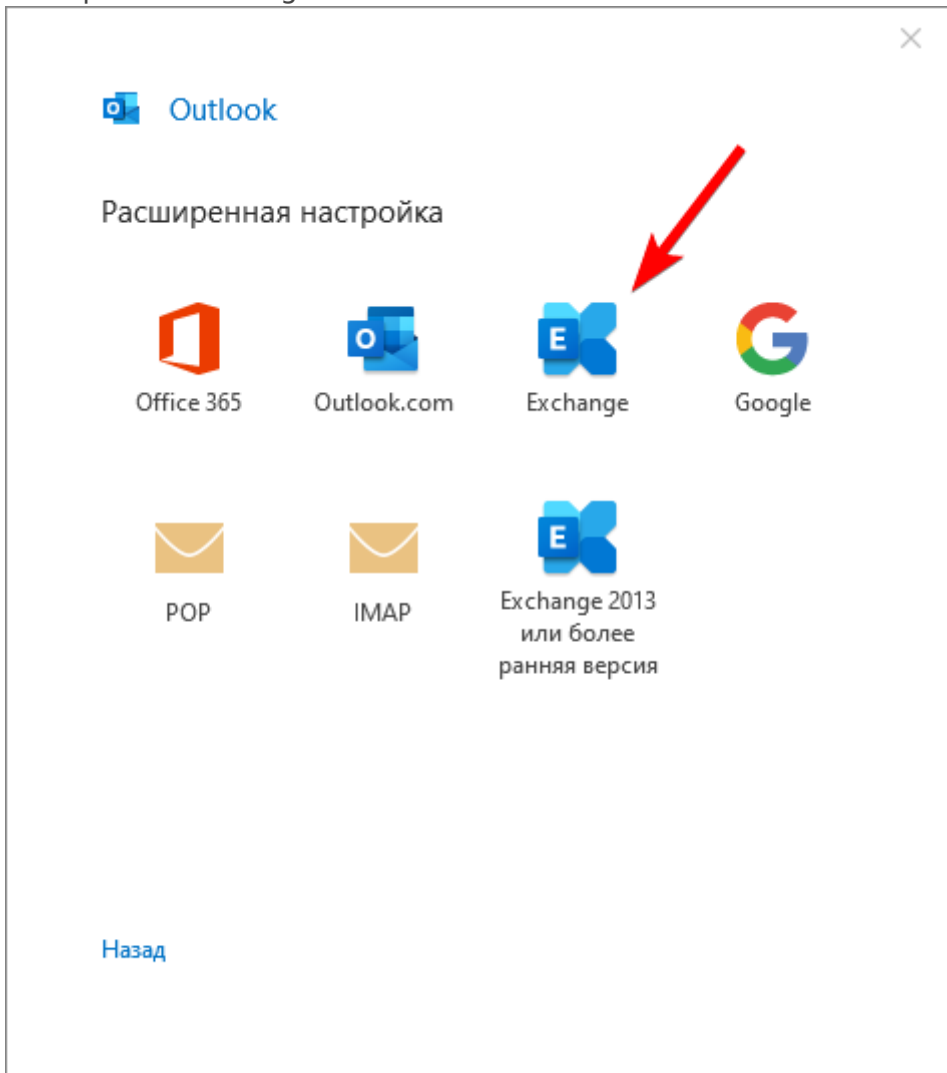 Outlook
Расширенная настройка
Office 365
Outlook.com
Exchange
Google
POP
IMAP
Exchange 2013
или более
ранняя версия
Назад